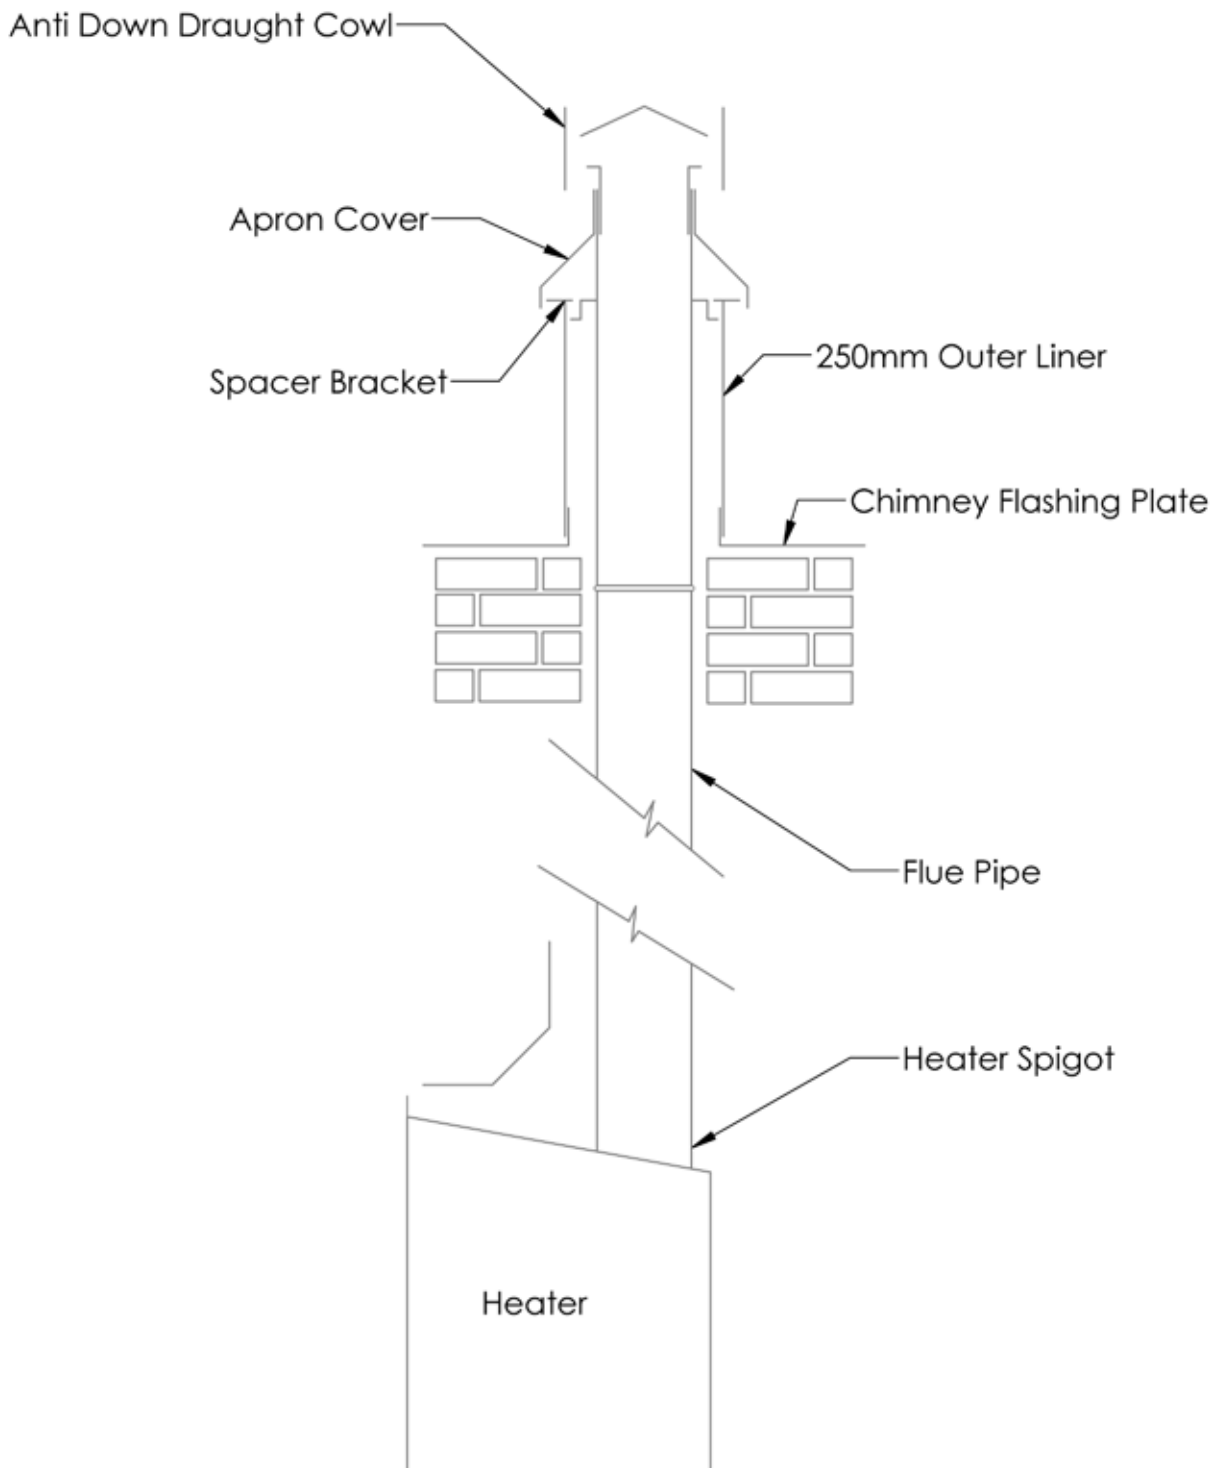 Anti Down Draught Cowl
Apron Cover
250mm Outer Liner
Spacer Bracket
Chimney Flashing Plate
Flue Pipe
Heater Spigot
Heater